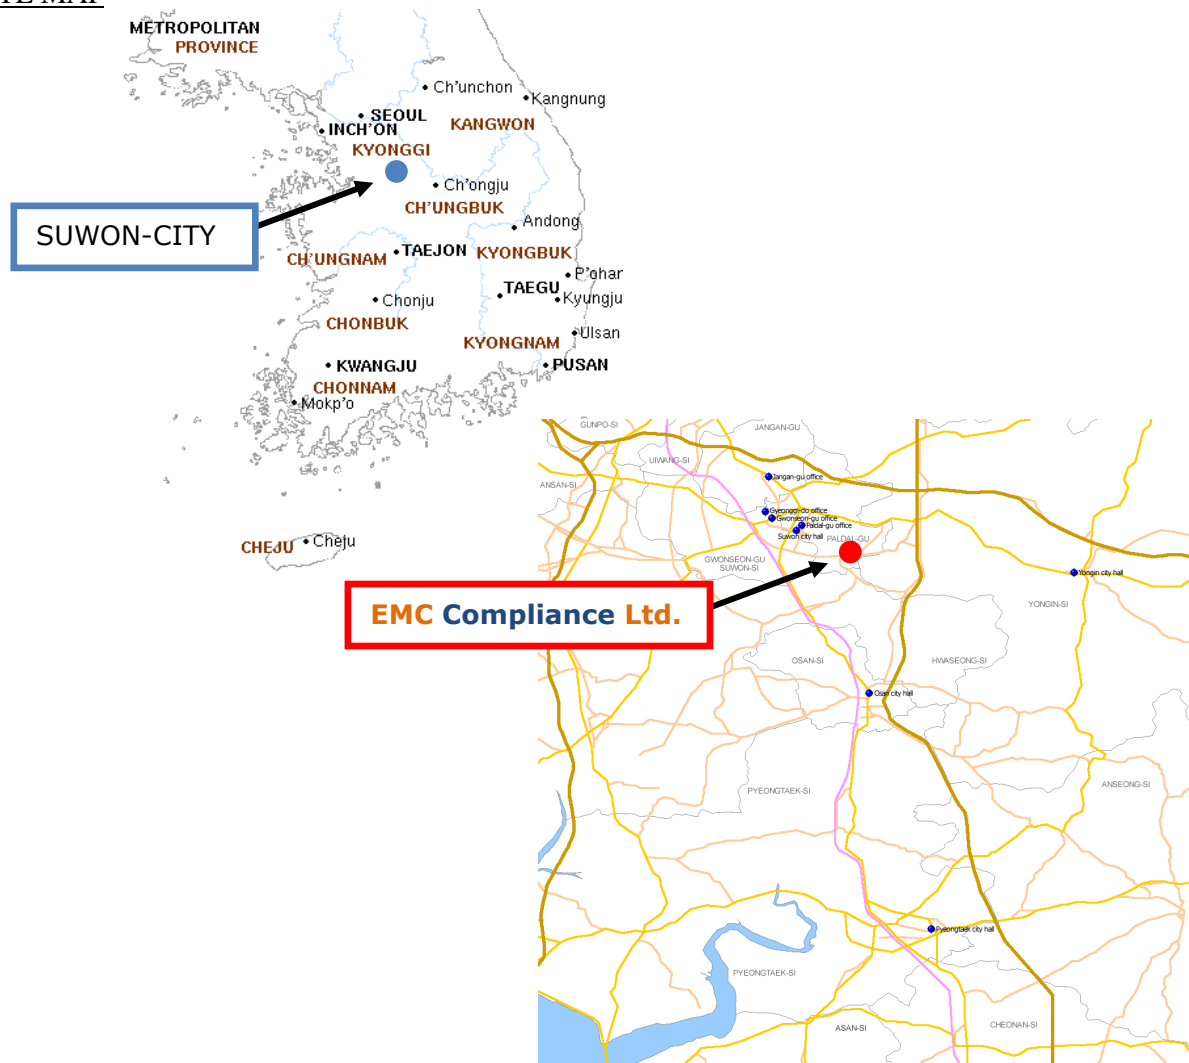 METROPOLITAN
PROVINCE
Ch'unchon
Kangnung
SEOUL
KANGWON
INCH'ON
KYONGGI
Ch'ongju
CH'UNGBUK
SUWON-CITY
Andong
CH'UNGNAM
TAEJON
KYONGBUK
P'ohar
TAEGU
Chonju
Kyungju
CHONBUK
Ulsan
KYONGNAM
KWANGJU
PUSAN
CHONNAM
Mokp'o
CHEJU
Cheju
GUNPO-SI
JANGAN-GU
UIWANG-SI
Jangan-gu office
ANSAN-SI
Gyeonggi-do office
Gwonseon-gu office
Paldal-gu office
Suwon city hall
PALDAL-GU
GWONSEON-GU
SUWON-SI
Yongin city hall
EMC Compliance Ltd.
YONGIN-SI
OSAN-SI
HWASEONG-SI
Osan city hall
PYEONGTAEK-SI
ANSEONG-SI
Pyeongtaek city hall
PYEONGTAEK-SI
ASAN-SI
CHEONAN-SI